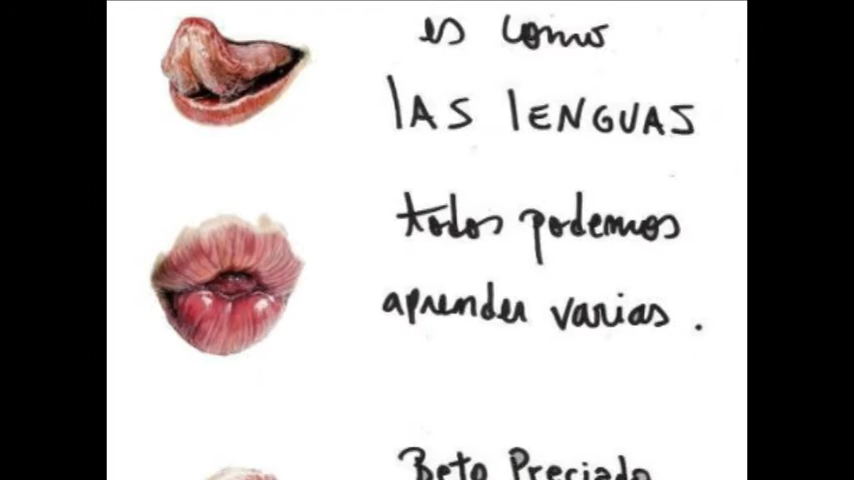 es como
LAS LENGUAS
todos podemos
aprender varias.
Beto Preciado